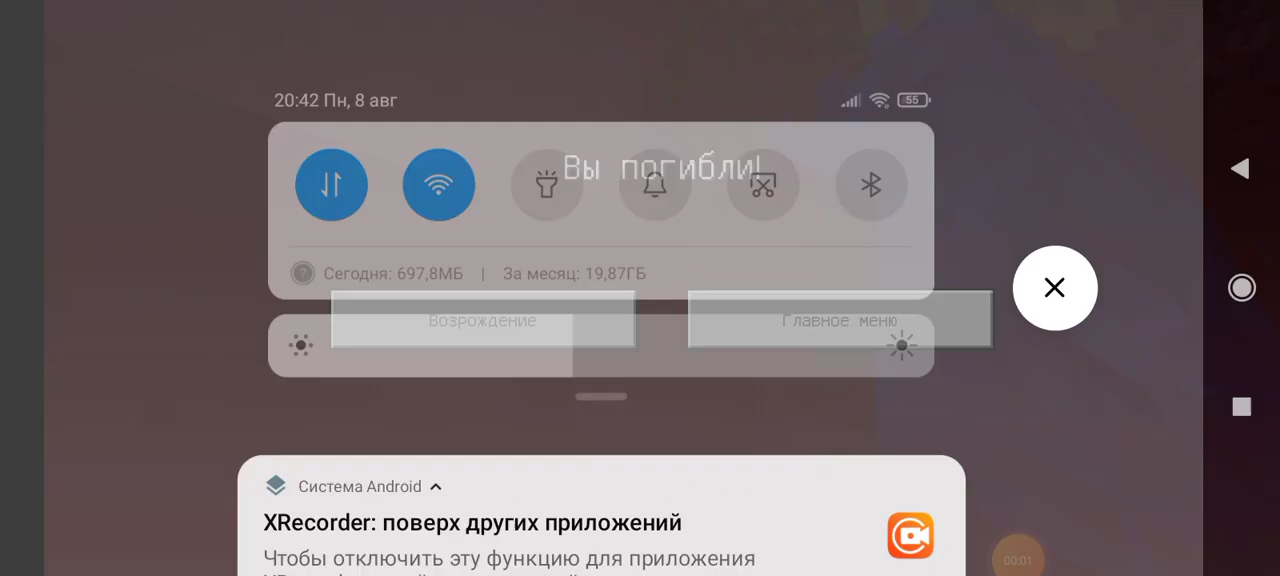 20:42 Пн, 8 авг
55
Вы погибли!
Сегодня: 697,8МБ | За месяц: 19,87ГБ
Возрождение
Главное меню
Система Android
XRecorder: поверх других приложений
Чтобы отключить эту функцию для приложения
00:01